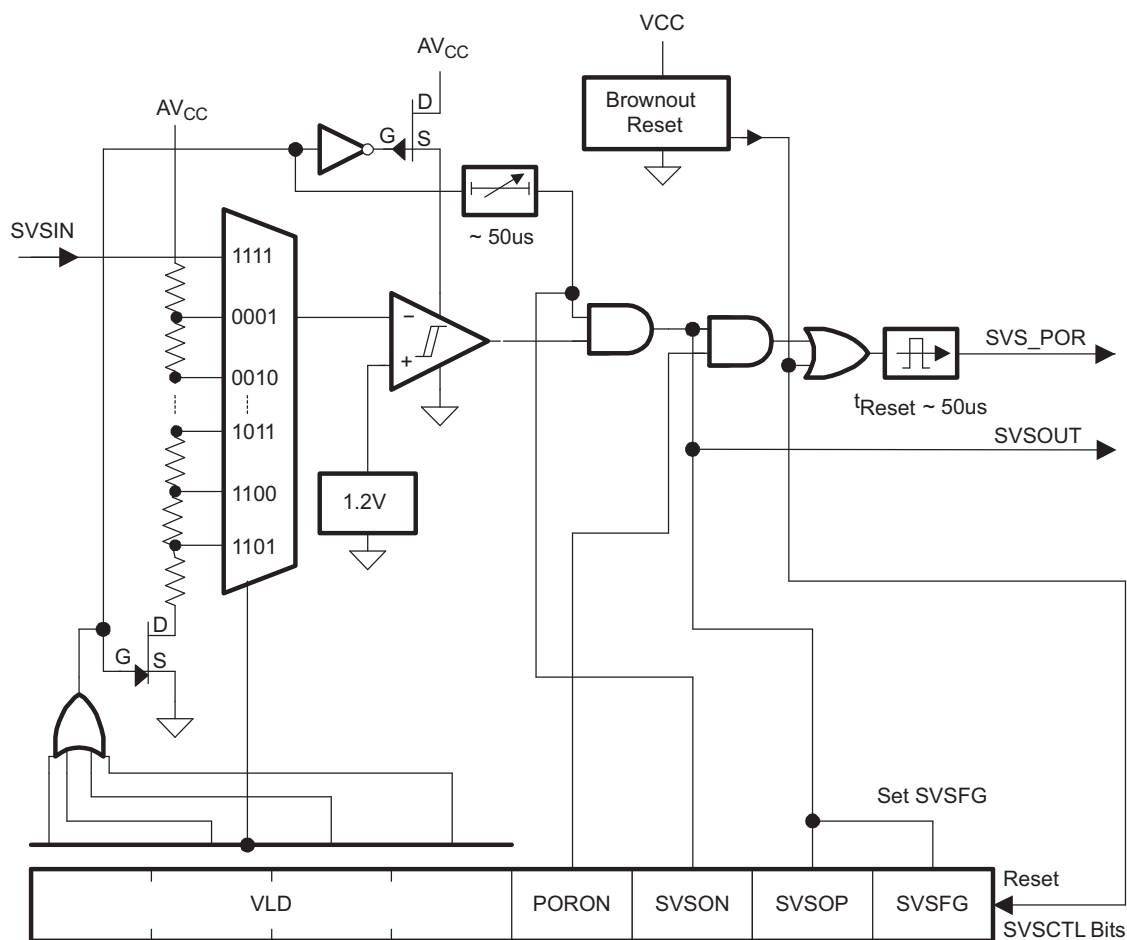 VCC
AVCC
Brownout
Reset
AVCC
D
G
S
SVSIN
~ 50us
1111
0001
−
+
SVS_POR
0010
tReset ~ 50us
1011
SVSOUT
1100
1.2V
1101
D
G
S
Set SVSFG
VLD
PORON
SVSON
SVSOP
SVSFG
Reset
SVSCTL Bits